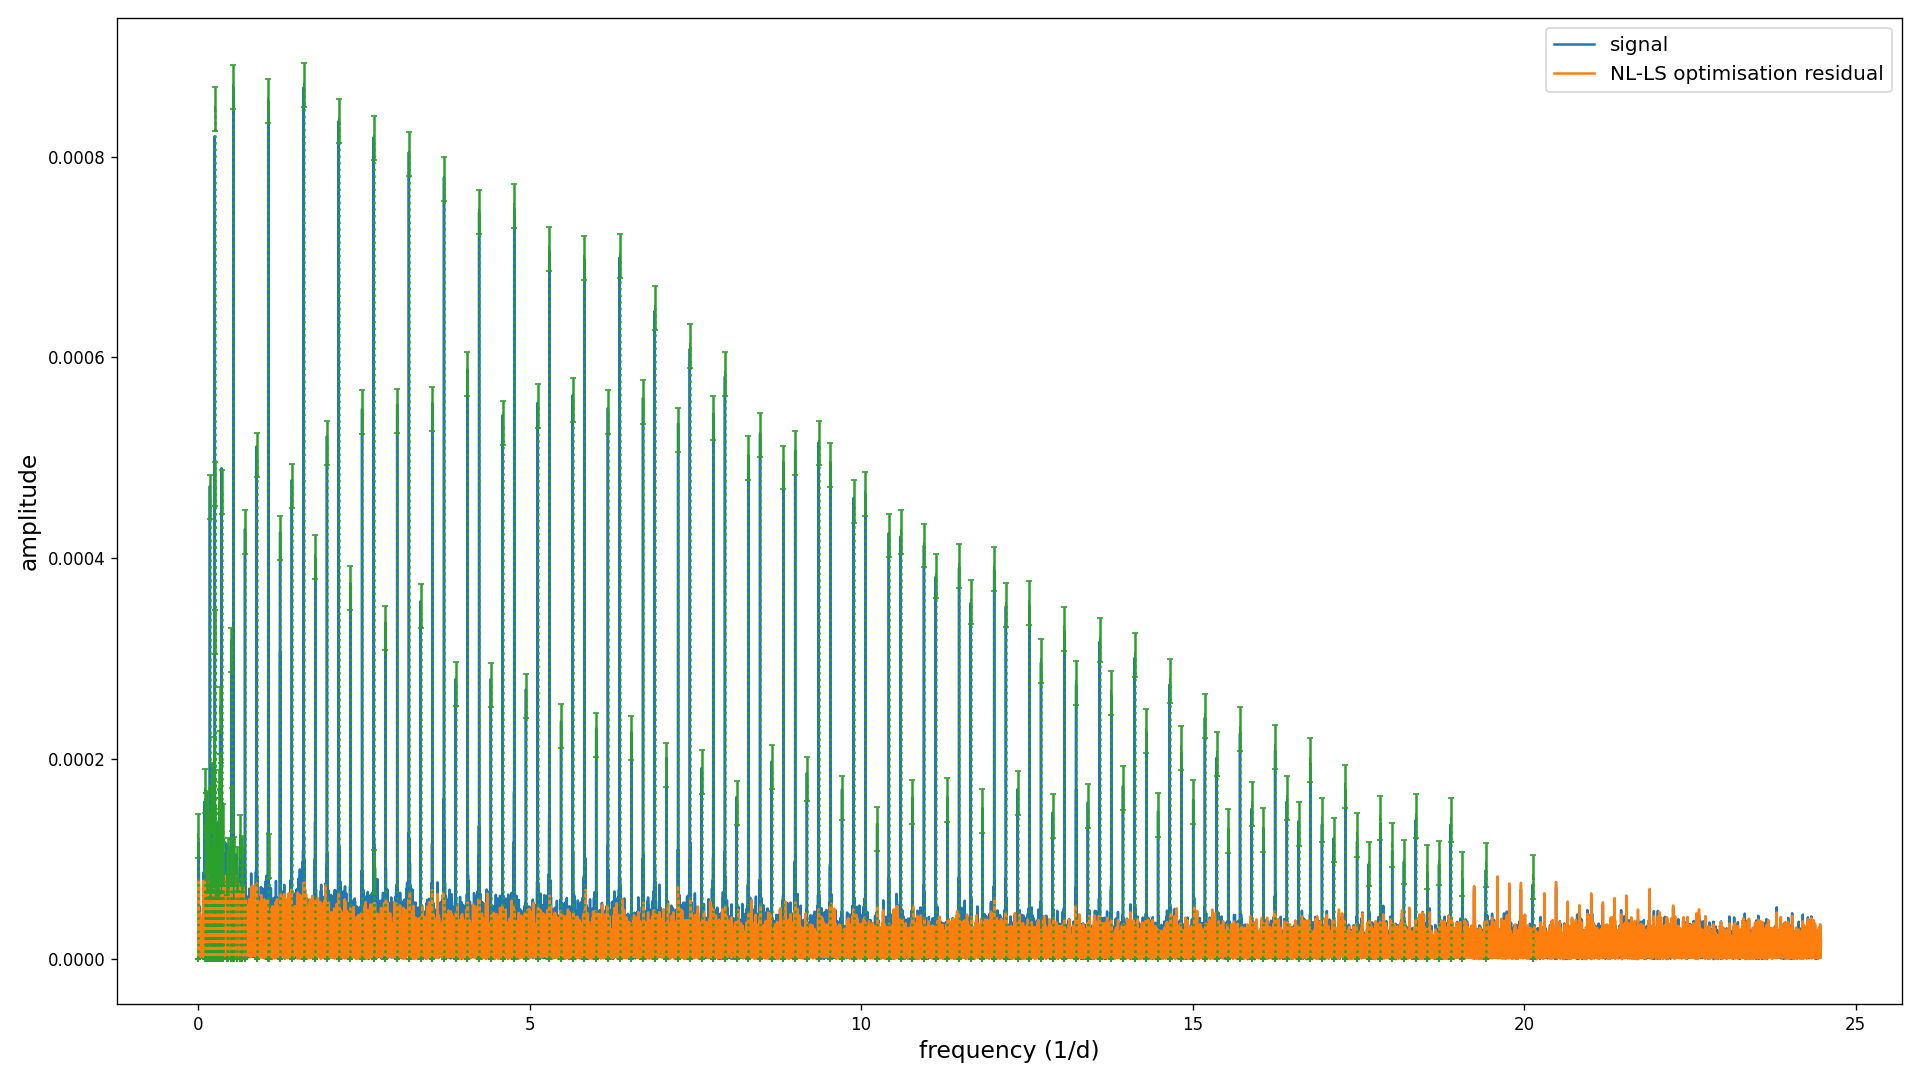 signal
NL-LS optimisation residual
0.0008
0.0006
0.0004
0.0002
0.0000
amplitude
0
5
10
15
20
25
frequency (1/d)